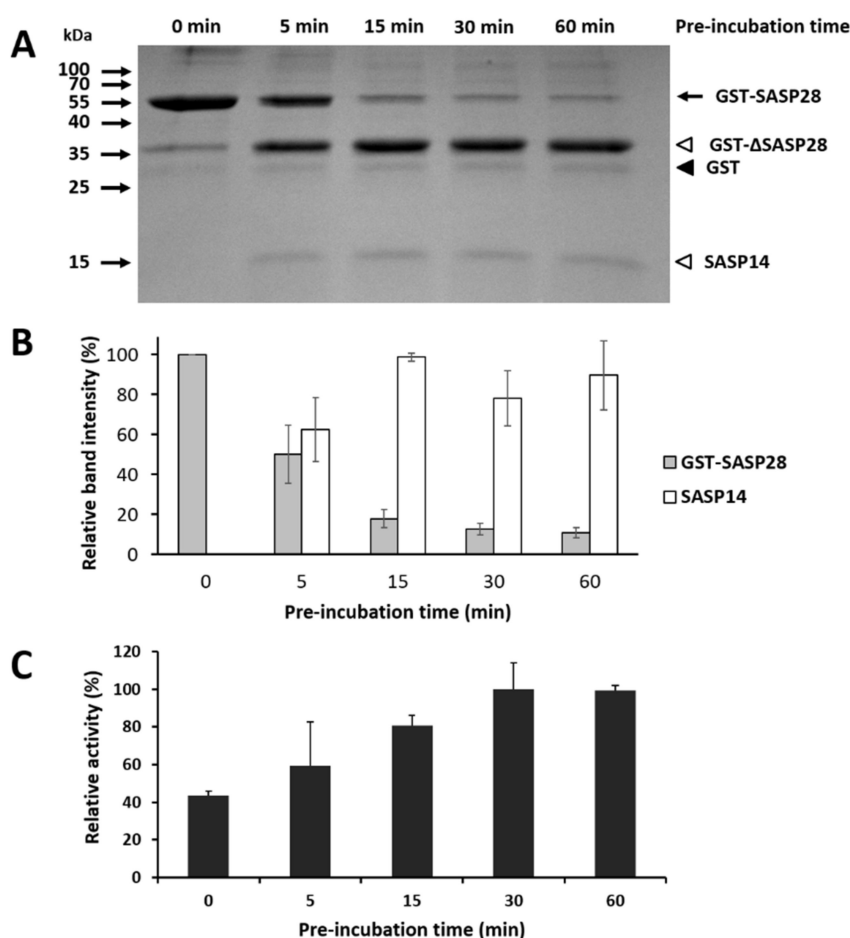 A
kDa
0 min 5 min 15 min 30 min 60 min Pre-incubation time
100
70
55
40
35
25
15
GST-SASP28
GST-ΔSASP28
GST
SASP14
B
Relative band intensity (%)
100
80
60
40
20
0
0 5 15 30 60
Pre-incubation time (min)
GST-SASP28
SASP14
C
Relative activity (%)
120
100
80
60
40
20
0
0 5 15 30 60
Pre-incubation time (min)